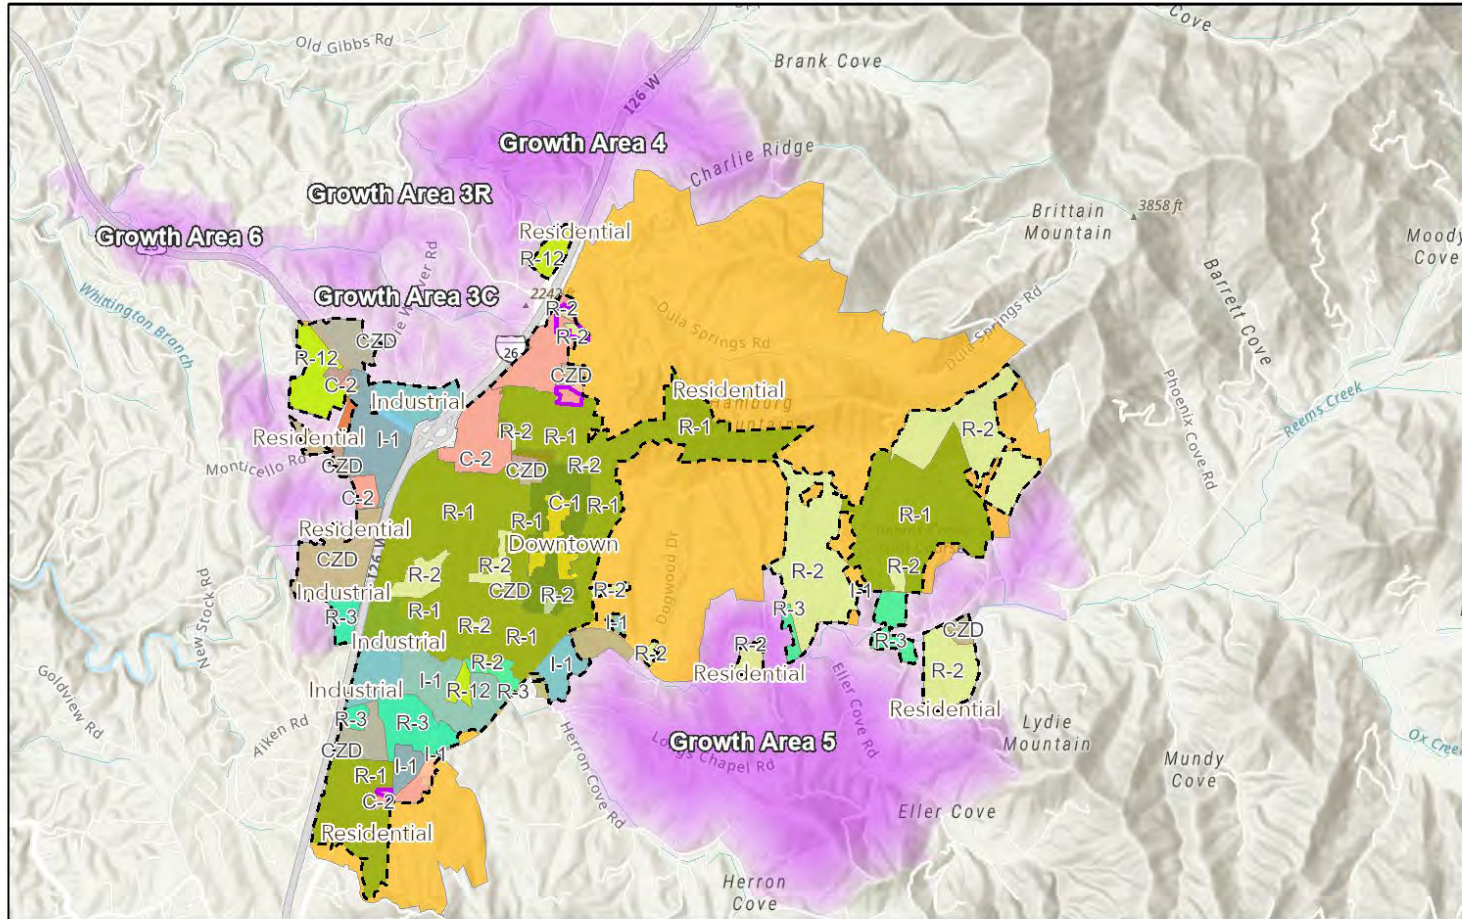 Cove
Old Gibbs Rd
Brank Cove
I26 W
Growth Area 4
Charlie Ridge
Growth Area 3R
3858 ft
Brittain
Mountain
Residential
Growth Area 6
R-12
Moody
Cove
Barrett Cove
Whittington Branch
Growth Area 3C
2242 ft
R-2
Dula Springs Rd
Dula Springs Rd
R-2
CZD
26
R-12
CZD
C-2
Residential
Phoenix Cove Rd
Reems Creek
Industrial
Hamburg
Mountain
R-1
R-2
R-1
R-2
Residential
I-1
C-2
CZD
R-2
Monticello Rd
CZD
C-2
C-1
R-1
R-1
R-1
R-1
Residential
Downtown
I26 W
CZD
R-2
R-2
Dogwood Dr
R-2
R-2
Industrial
CZD
R-2
R-2
I-1
New Stock Rd
R-3
R-1
R-2
R-1
I-1
R-3
CZD
R-3
Industrial
R-2
R-2
R-2
I-1
R-2
Residential
Goldview Rd
I-1
R-12
R-3
Industrial
Residential
R-3
R-3
Aiken Rd
CZD
Herron Cove Rd
Eller Cove Rd
Growth Area 5
Longs Chapel Rd
Lydie
Mountain
Mundy
Cove
Ox Creek
I-1
I-1
R-1
C-2
Eller Cove
Residential
Herron
Cove